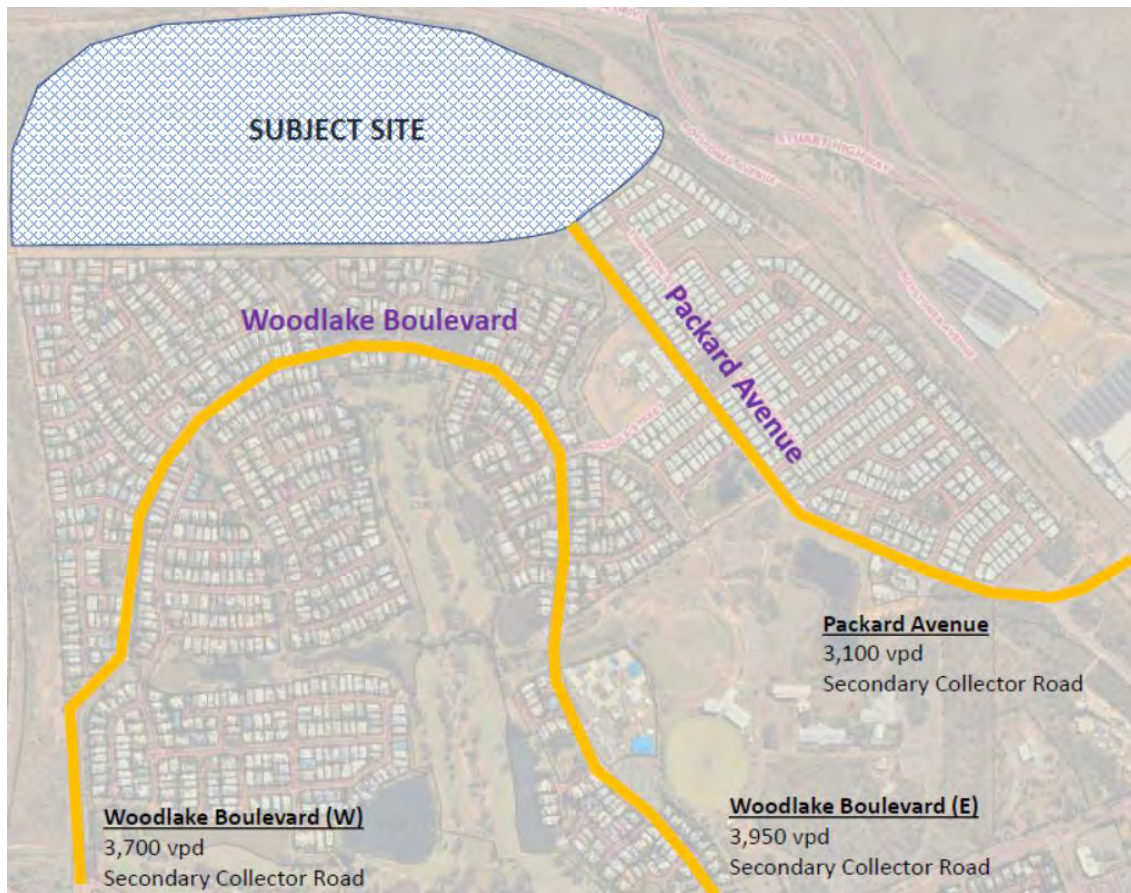 SUBJECT SITE
STUART HIGHWAY
Woodlake Boulevard
Packard Avenue
Packard Avenue
3,100 vpd
Secondary Collector Road
Woodlake Boulevard (W)
3,700 vpd
Secondary Collector Road
Woodlake Boulevard (E)
3,950 vpd
Secondary Collector Road